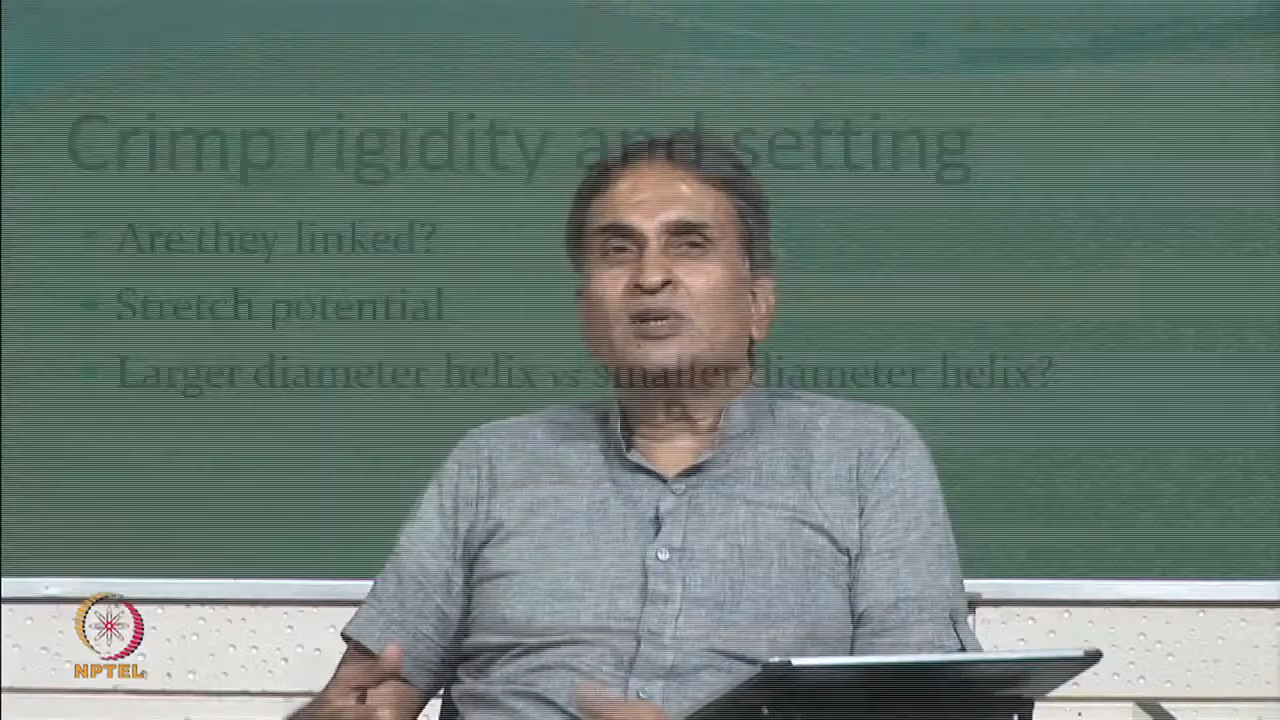 Crimp rigidity and setting
Are they linked?
Stretch potential
Larger diameter helix vs smaller diameter helix?
NPTEL